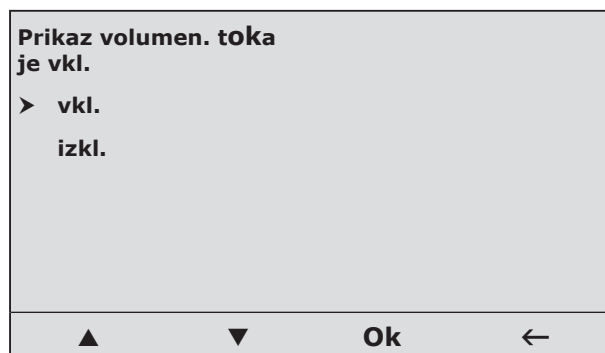 Prikaz volumen. toka
je vkl.
➤ vkl.
izkl.
▲ ▼ Ok ←